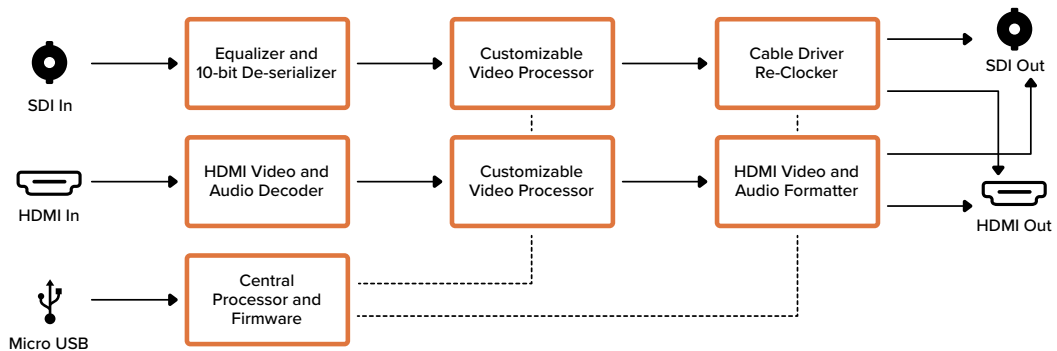 SDI In
Equalizer and
10-bit De-serializer
Customizable
Video Processor
Cable Driver
Re-Clocker
SDI Out
HDMI In
HDMI Video and
Audio Decoder
Customizable
Video Processor
HDMI Video and
Audio Formatter
HDMI Out
Micro USB
Central
Processor and
Firmware